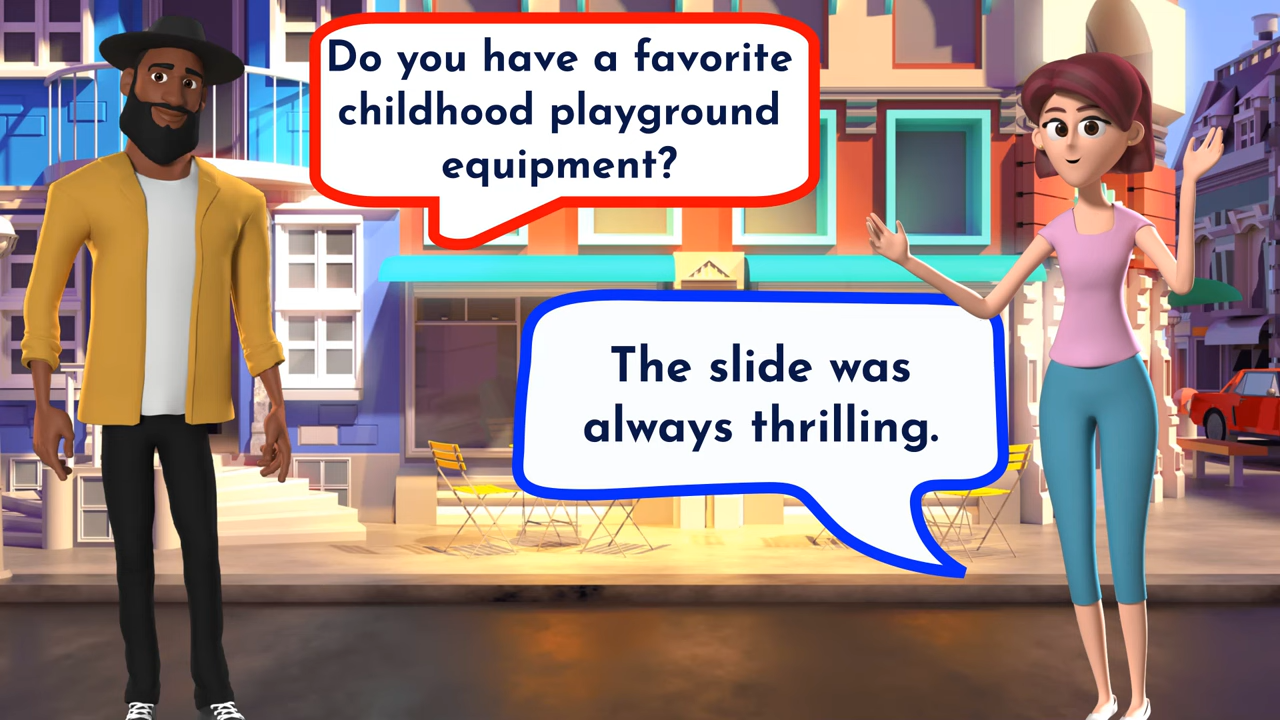 Do you have a favorite
childhood playground
equipment?
The slide was
always thrilling.